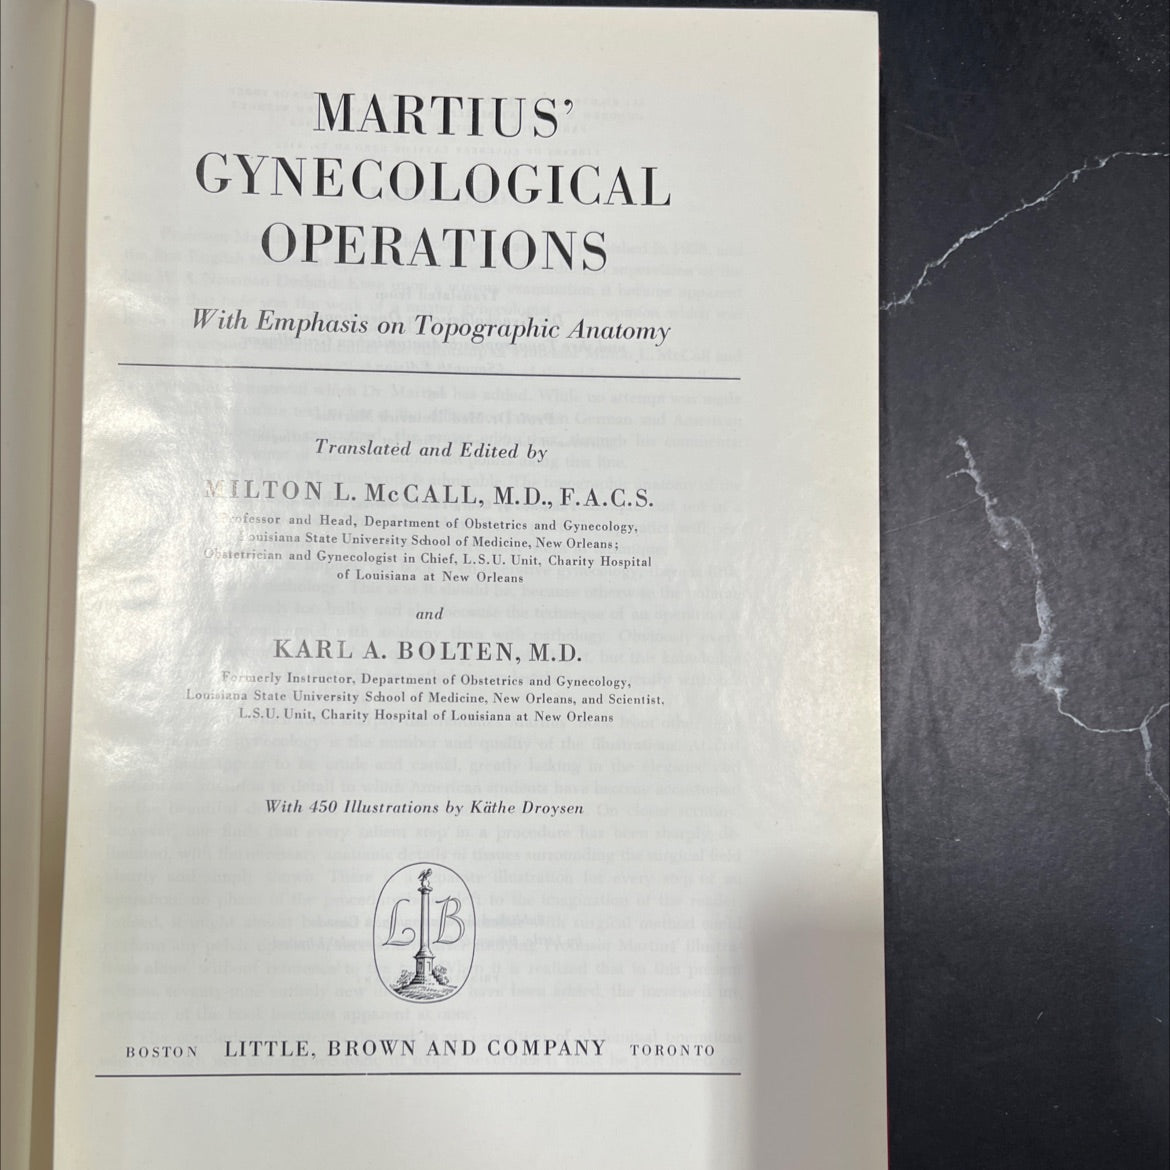 MARTIUS’
GYNECOLOGICAL
OPERATIONS
With Emphasis on Topographic Anatomy
Translated and Edited by
MILTON L. McCALL, M.D., F.A.C.S.
Professor and Head, Department of Obstetrics and Gynecology,
Louisiana State University School of Medicine, New Orleans;
Obstetrician and Gynecologist in Chief, L.S.U. Unit, Charity Hospital
of Louisiana at New Orleans
and
KARL A. BOLTEN, M.D.
Formerly Instructor, Department of Obstetrics and Gynecology,
Louisiana State University School of Medicine, New Orleans, and Scientist,
L.S.U. Unit, Charity Hospital of Louisiana at New Orleans
With 450 Illustrations by Käthe Droysen
L B
BOSTON LITTLE, BROWN AND COMPANY TORONTO